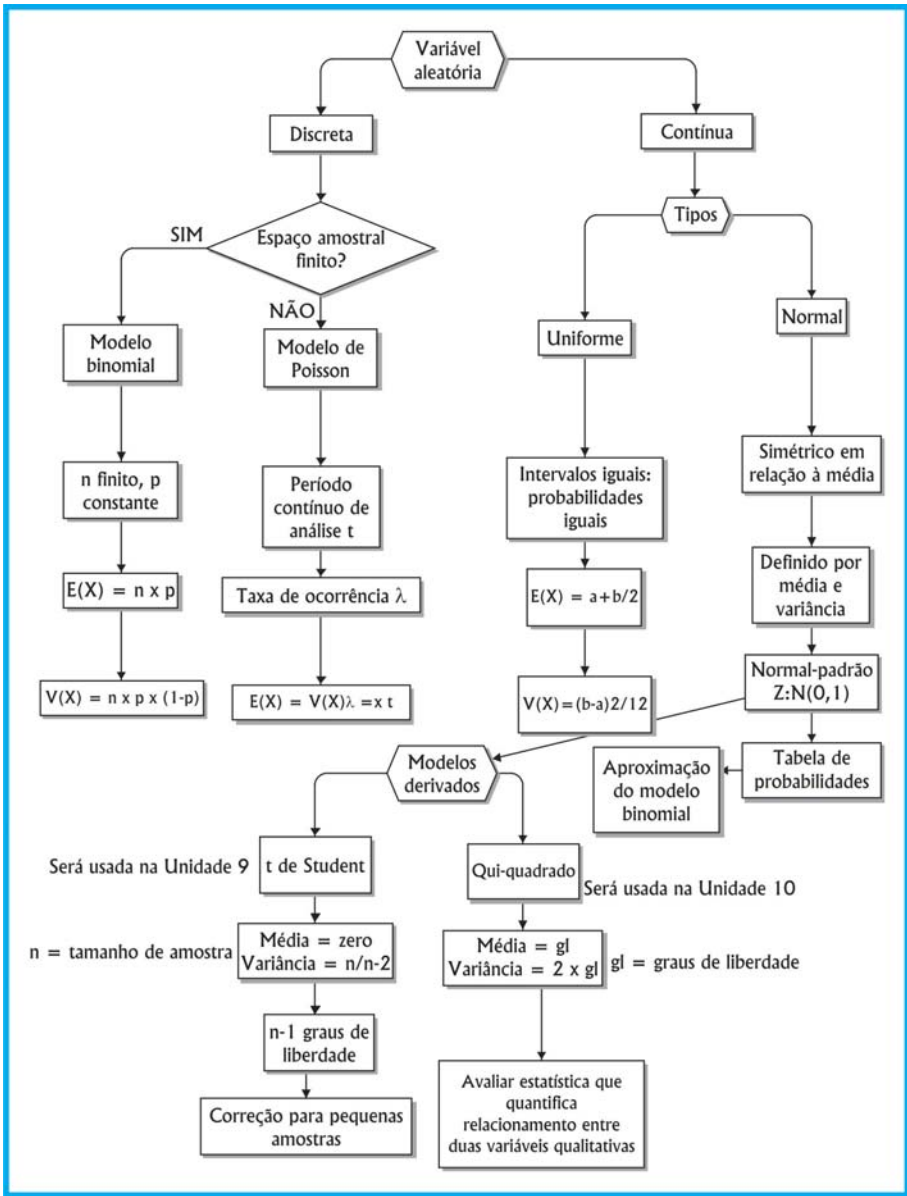 Variável
aleatória
Discreta
Contínua
Tipos
SIM
Espaço amostral
finito?
NÃO
Normal
Uniforme
Modelo
binomial
Modelo de
Poisson
Simétrico em
relação à média
n finito, p
constante
Período
contínuo de
análise t
Intervalos iguais:
probabilidades
iguais
Definido por
média e
variância
E(X) = n x p
Taxa de ocorrência λ
E(X) = a+b/2
Normal-padrão
Z:N(0,1)
V(X) = n x p x (1-p)
E(X) = V(X)λ =x t
V(X)=(b-a)2/12
Modelos
derivados
Aproximação
do modelo
binomial
Tabela de
probabilidades
Será usada na Unidade 9
t de Student
Qui-quadrado
Será usada na Unidade 10
n = tamanho de amostra
Média = zero
Variância = n/n-2
Média = gl
Variância = 2 x gl
gl = graus de liberdade
n-1 graus de
liberdade
Correção para pequenas
amostras
Avaliar estatística que
quantifica
relacionamento entre
duas variáveis qualitativas